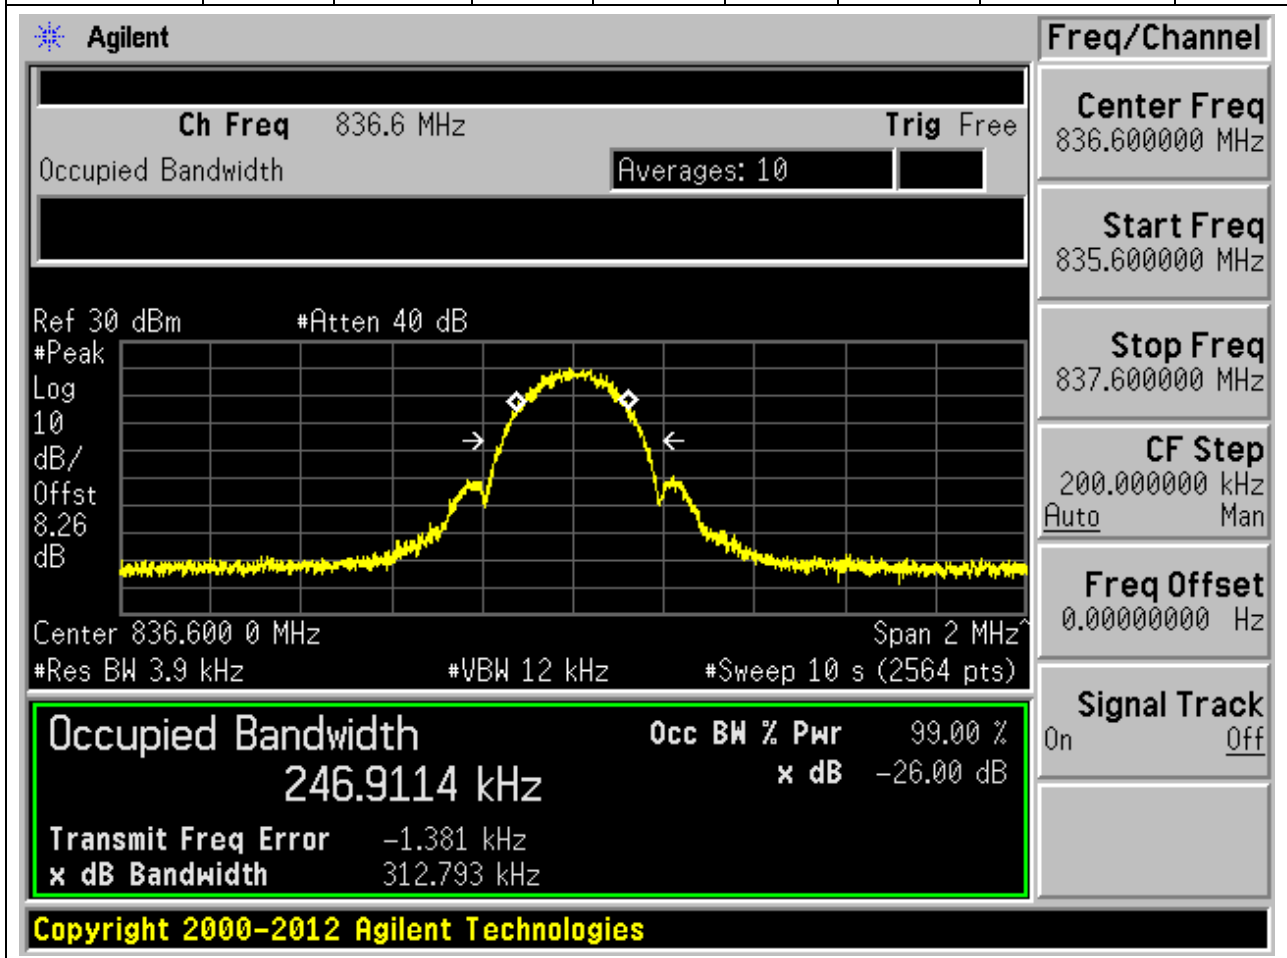 Agilent
Ch Freq 836.6 MHz Trig Free
Occupied Bandwidth Averages: 10
Ref 30 dBm #Atten 40 dB
#Peak
Log
10
dB/
Offst
8.26
dB
Center 836.600 0 MHz Span 2 MHz^
#Res BW 3.9 kHz #VBW 12 kHz #Sweep 10 s (2564 pts)
Occupied Bandwidth Occ BW % Pwr 99.00 %
246.9114 kHz x dB -26.00 dB
Transmit Freq Error -1.381 kHz
x dB Bandwidth 312.793 kHz
Copyright 2000-2012 Agilent Technologies
Freq/Channel
Center Freq
836.600000 MHz
Start Freq
835.600000 MHz
Stop Freq
837.600000 MHz
CF Step
200.000000 kHz
Auto Man
Freq Offset
0.00000000 Hz
Signal Track
On Off